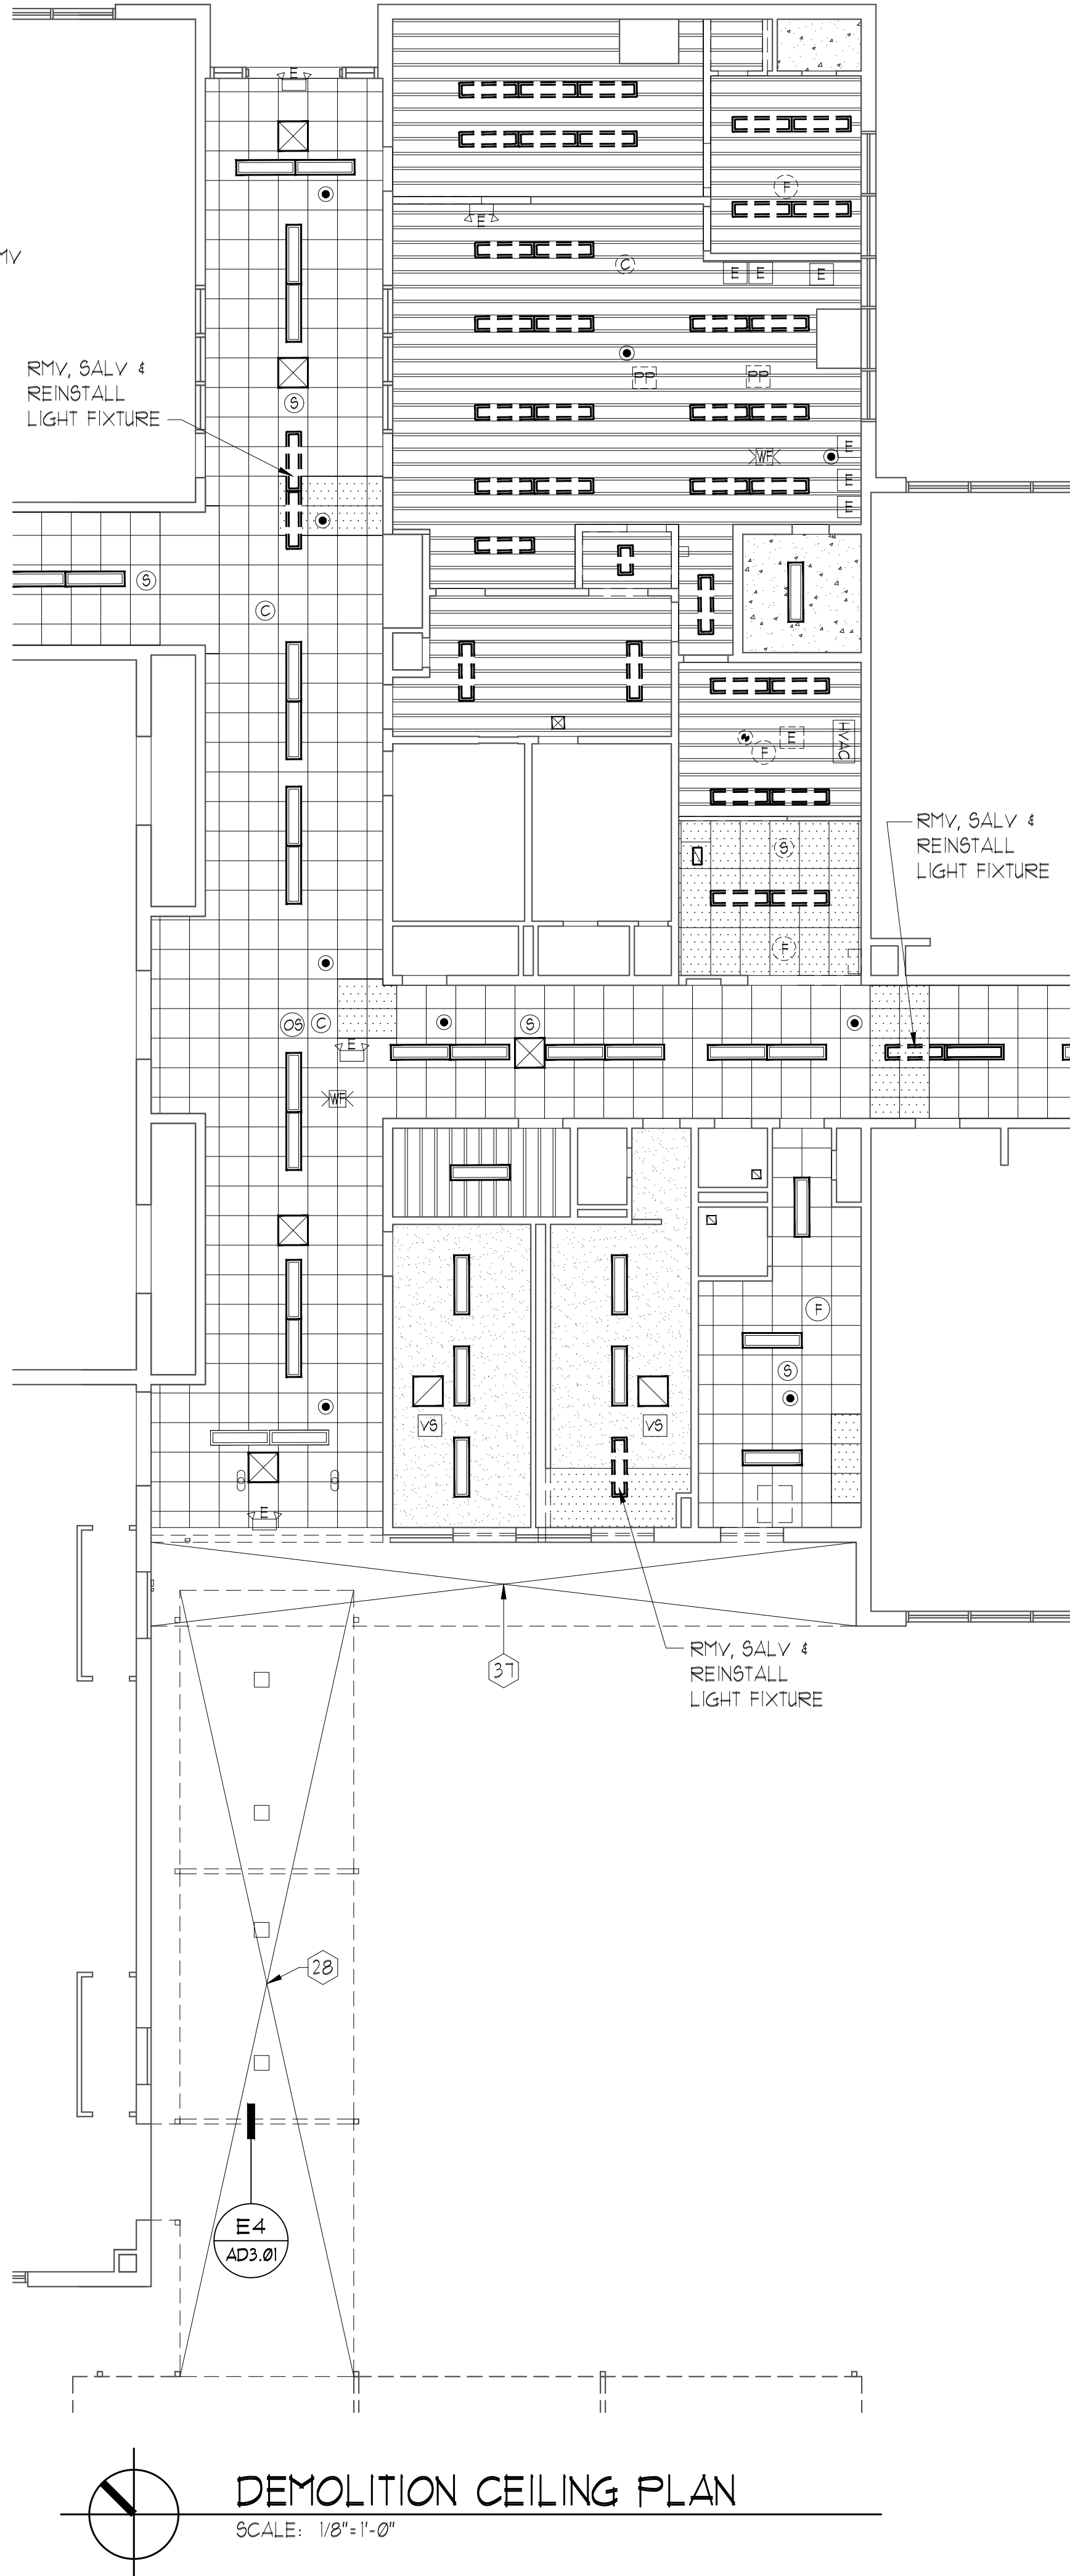 E
MV
F
E
C
E
E
E
RMV, SALV &
REINSTALL
LIGHT FIXTURE
PP
PP
S
E
WF
E
E
S
C
HVAC
E
F
RMV, SALV &
REINSTALL
LIGHT FIXTURE
S
F
OS
C
S
E
WF
F
S
VS
VS
E
37
RMV, SALV &
REINSTALL
LIGHT FIXTURE
28
E4
AD3.01
DEMOLITION CEILING PLAN
SCALE: 1/8"=1'-0"